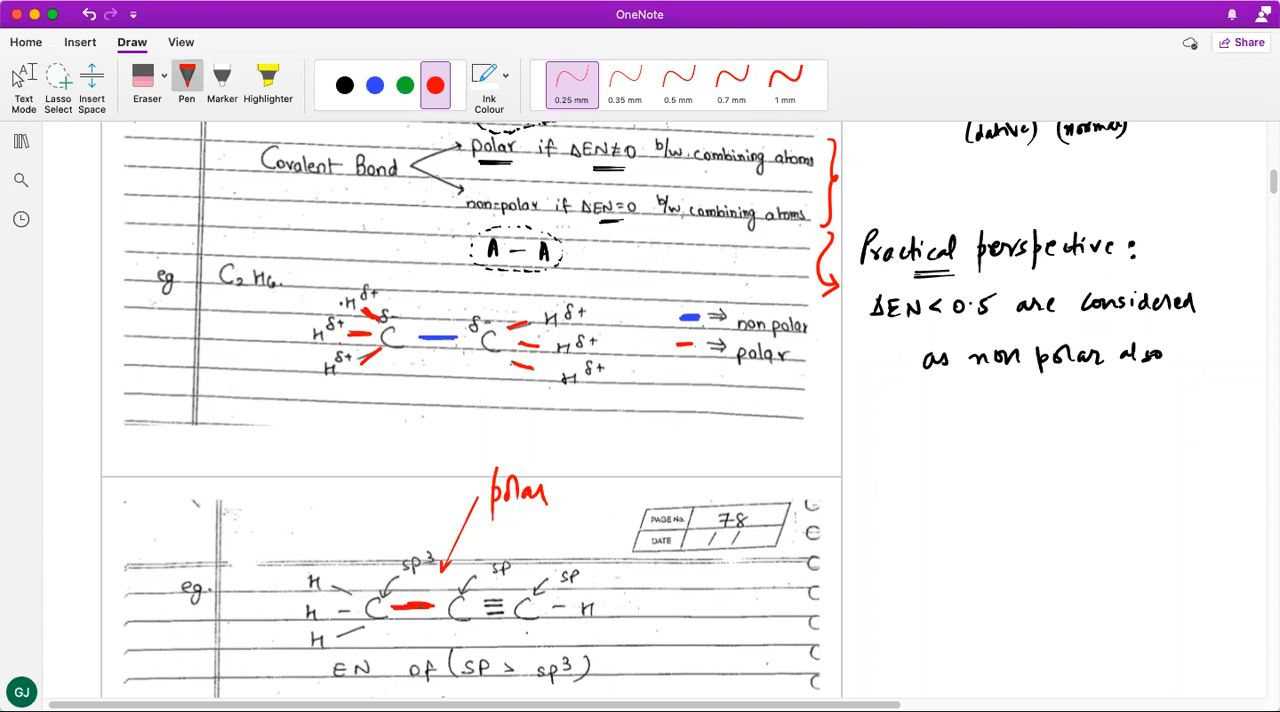 OneNote
Home Insert Draw View
Share
Text Mode
Lasso Select
Insert Space
Eraser
Pen
Marker
Highlighter
Ink Colour
0.25 mm
0.35 mm
0.5 mm
0.7 mm
1 mm
(dative) (normal)
Covalent Bond
polar if ΔEN≠0 b/w combining atoms
non-polar if ΔEN=0 b/w combining atoms
A – A
Practical perspective :
ΔEN < 0.5 are considered
as non polar also
eg C₂H₆.
H δ+
H δ+ C δ- C δ- H δ+
H δ+
H δ+
H δ+
⇒ non polar
⇒ polar
polar
PAGE No. 78
DATE / /
eg.
sp³ sp sp
H
H – C – C ≡ C – H
H
EN of (sp > sp³)
GJ